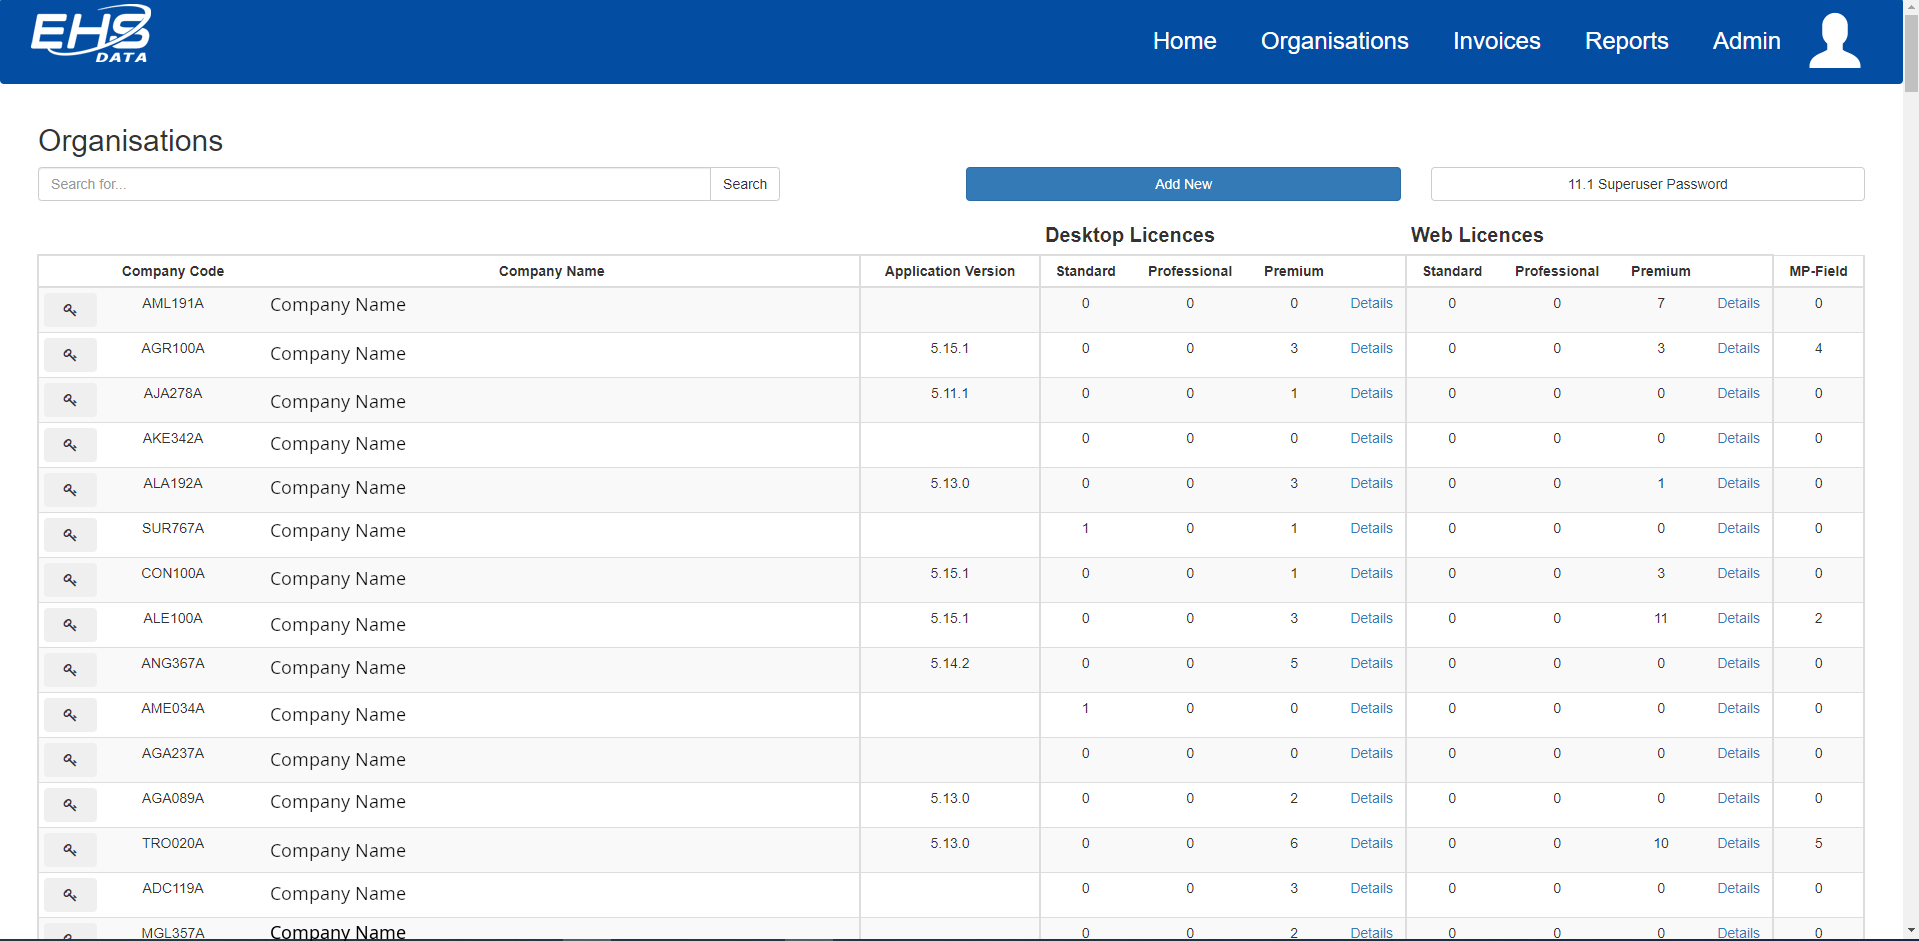 EHS
DATA
Home Organisations Invoices Reports Admin
Organisations
Search for... Search Add New 11.1 Superuser Password
Desktop Licences Web Licences
Company Code Company Name Application Version Standard Professional Premium Standard Professional Premium MP-Field
AML191A Company Name 0 0 0 Details 0 0 7 Details 0
AGR100A Company Name 5.15.1 0 0 3 Details 0 0 3 Details 4
AJA278A Company Name 5.11.1 0 0 1 Details 0 0 0 Details 0
AKE342A Company Name 0 0 0 Details 0 0 0 Details 0
ALA192A Company Name 5.13.0 0 0 3 Details 0 0 1 Details 0
SUR767A Company Name 1 0 1 Details 0 0 0 Details 0
CON100A Company Name 5.15.1 0 0 1 Details 0 0 3 Details 0
ALE100A Company Name 5.15.1 0 0 3 Details 0 0 11 Details 2
ANG367A Company Name 5.14.2 0 0 5 Details 0 0 0 Details 0
AME034A Company Name 1 0 0 Details 0 0 0 Details 0
AGA237A Company Name 0 0 0 Details 0 0 0 Details 0
AGA089A Company Name 5.13.0 0 0 2 Details 0 0 0 Details 0
TRO020A Company Name 5.13.0 0 0 6 Details 0 0 10 Details 5
ADC119A Company Name 0 0 3 Details 0 0 0 Details 0
MGL357A Company Name 0 0 2 Details 0 0 0 Details 0